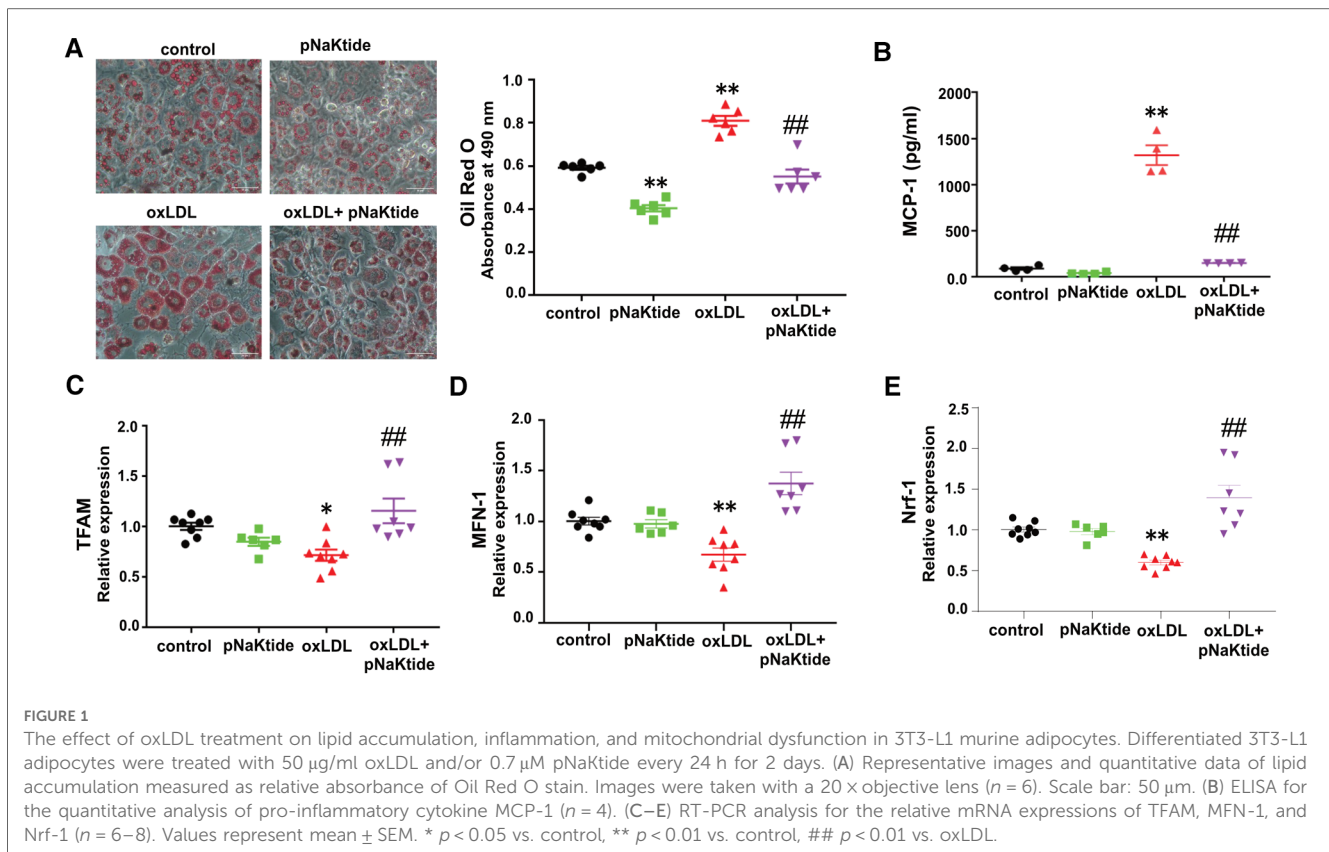 A
control
pNaKtide
oxLDL
oxLDL+ pNaKtide
Oil Red O
Absorbance at 490 nm
1.0
0.8
0.6
0.4
0.2
0.0
**
**
##
control
pNaKtide
oxLDL
oxLDL+
pNaKtide
B
MCP-1 (pg/ml)
2000
1500
1000
500
0
**
##
control
pNaKtide
oxLDL
oxLDL+
pNaKtide
C
TFAM
Relative expression
2.0
1.5
1.0
0.5
0.0
*
##
control
pNaKtide
oxLDL
oxLDL+
pNaKtide
D
MFN-1
Relative expression
2.0
1.5
1.0
0.5
0.0
**
##
control
pNaKtide
oxLDL
oxLDL+
pNaKtide
E
Nrf-1
Relative expression
2.5
2.0
1.5
1.0
0.5
0.0
**
##
control
pNaKtide
oxLDL
oxLDL+
pNaKtide
FIGURE 1
The effect of oxLDL treatment on lipid accumulation, inflammation, and mitochondrial dysfunction in 3T3-L1 murine adipocytes. Differentiated 3T3-L1
adipocytes were treated with 50 μg/ml oxLDL and/or 0.7 μM pNaKtide every 24 h for 2 days. (A) Representative images and quantitative data of lipid
accumulation measured as relative absorbance of Oil Red O stain. Images were taken with a 20 × objective lens (n = 6). Scale bar: 50 μm. (B) ELISA for
the quantitative analysis of pro-inflammatory cytokine MCP-1 (n = 4). (C–E) RT-PCR analysis for the relative mRNA expressions of TFAM, MFN-1, and
Nrf-1 (n = 6–8). Values represent mean ± SEM. * p < 0.05 vs. control, ** p < 0.01 vs. control, ## p < 0.01 vs. oxLDL.